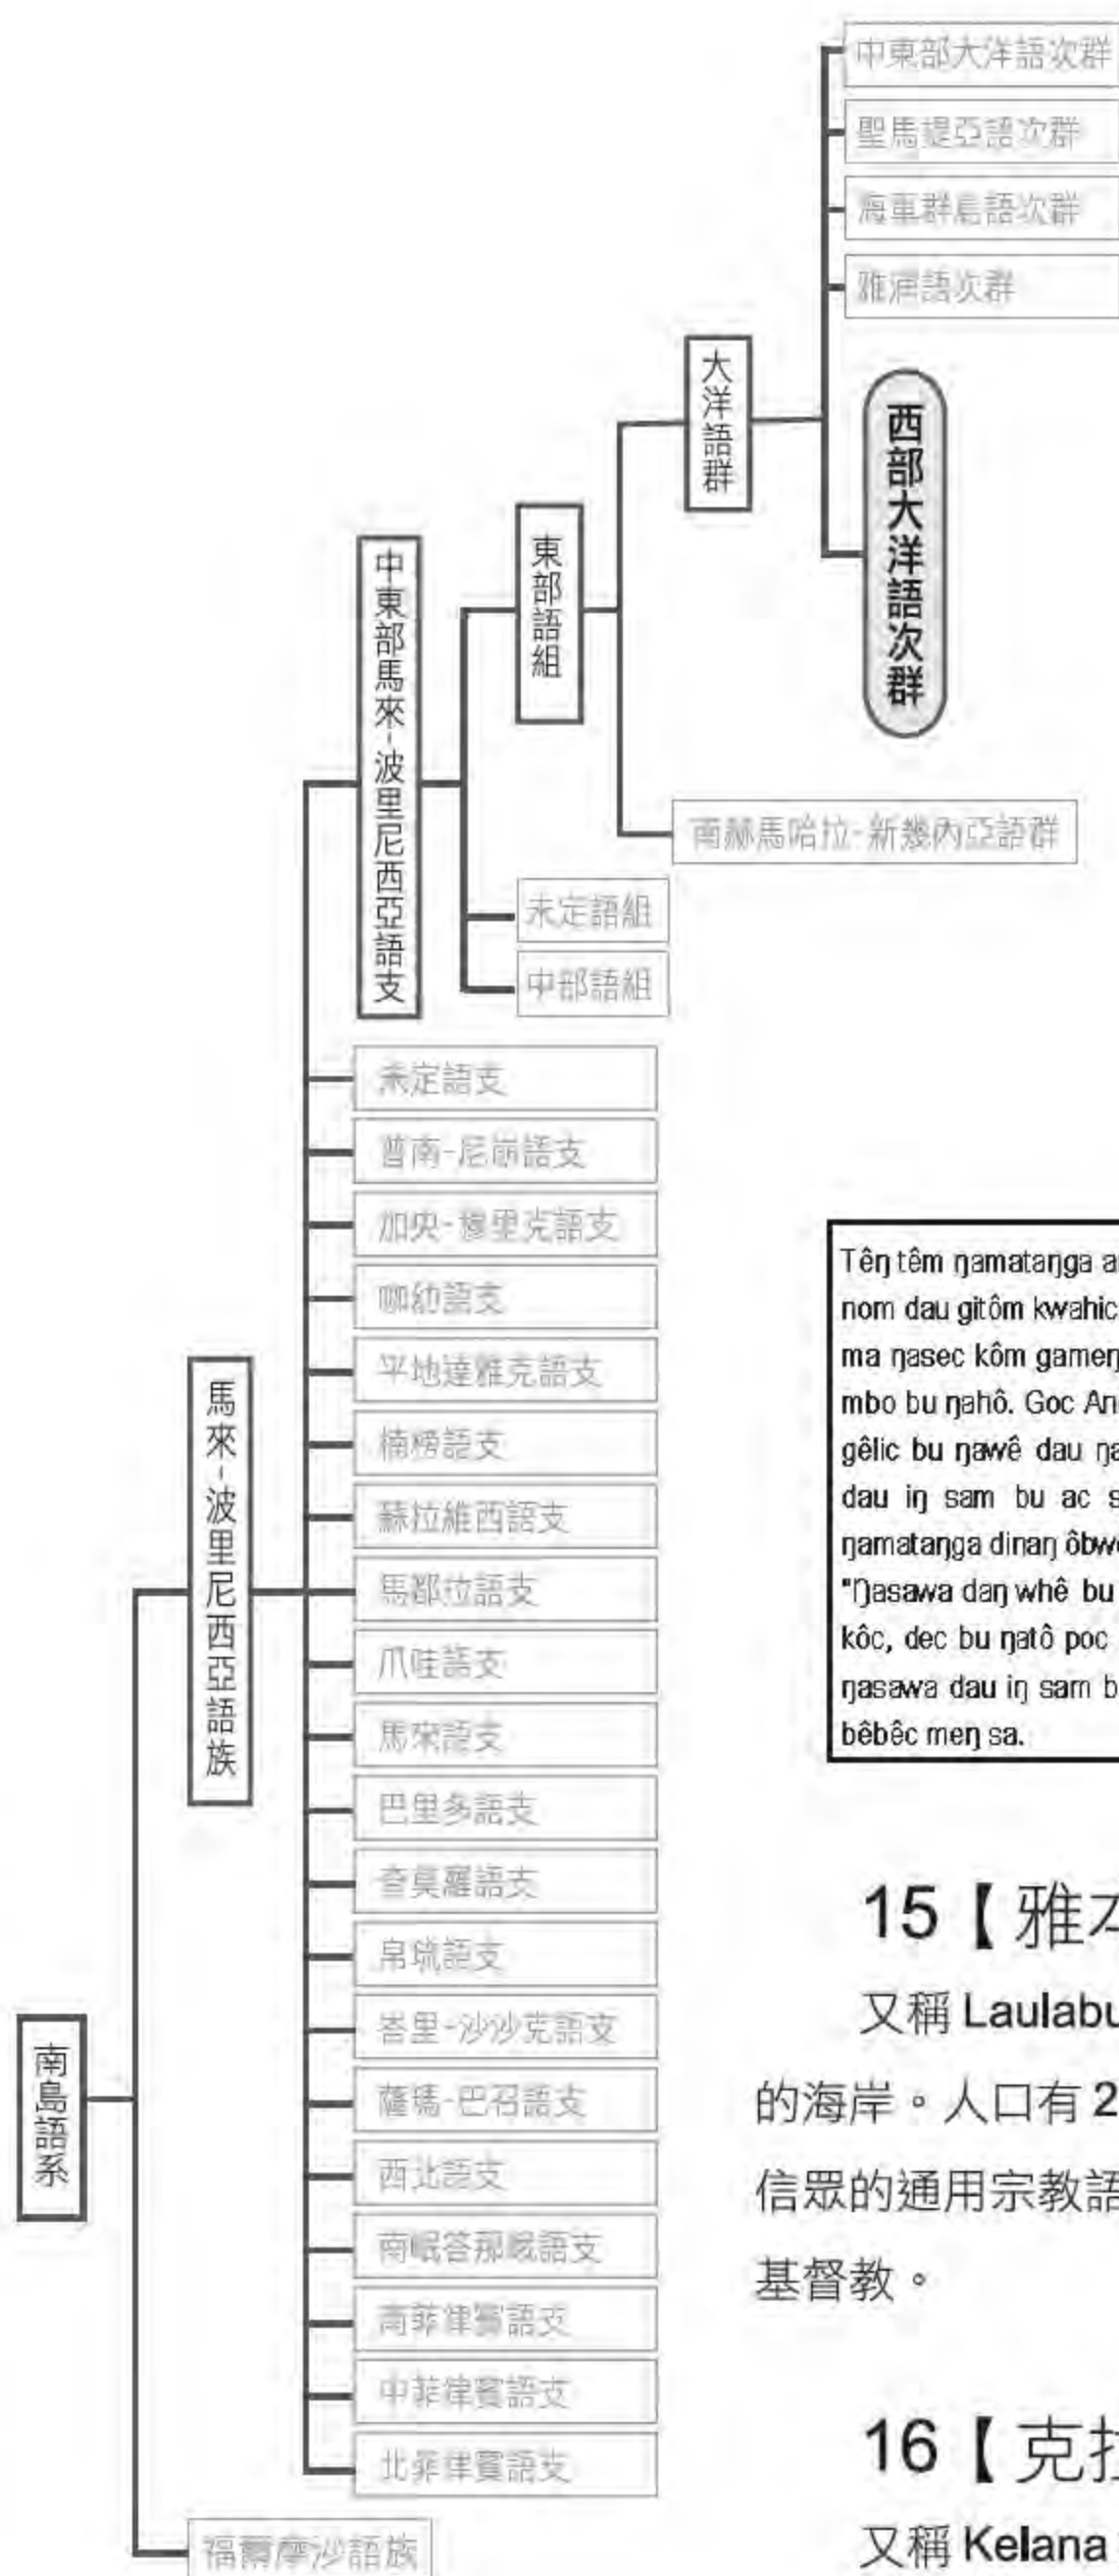 中東部大洋語次群
聖馬提亞語次群
海軍群島語次群
雅浦語次群
大洋語群
西部大洋語次群
東部語組
中東部馬來-波里尼西亞語支
南赫馬哈拉-新幾內亞語群
未定語組
中部語組
未定語支
普南-尼崩語支
加央-穆里克語支
語支
平地達雅克語支
楠榜語支
赫拉維西語支
馬都拉語支
爪哇語支
馬來語支
巴里多語支
查莫羅語支
帛琉語支
峇里-沙沙克語支
薩瑪-巴召語支
西北語支
南岷答那峨語支
南菲律賓語支
中菲律賓語支
北菲律賓語支
馬來-波里尼西亞語族
南島語系
福爾摩沙語族
Têŋ têm ŋamataŋga
nom dau gitôm kwahic
ma ŋasec kôm gameŋ
mbo bu ŋahô. Goc
gêlic bu ŋawê dau
dau iŋ sam bu ac
ŋamataŋga dinaŋ
"Ŋasawa daŋ whê bu
kôc, dec bu ŋatô poc
ŋasawa dau iŋ sam
bêbêc meŋ sa.
15【雅
又稱 Laulabu
的海岸。人口有 2
信眾的通用宗教語
基督教。
16【克
又稱 Kelana